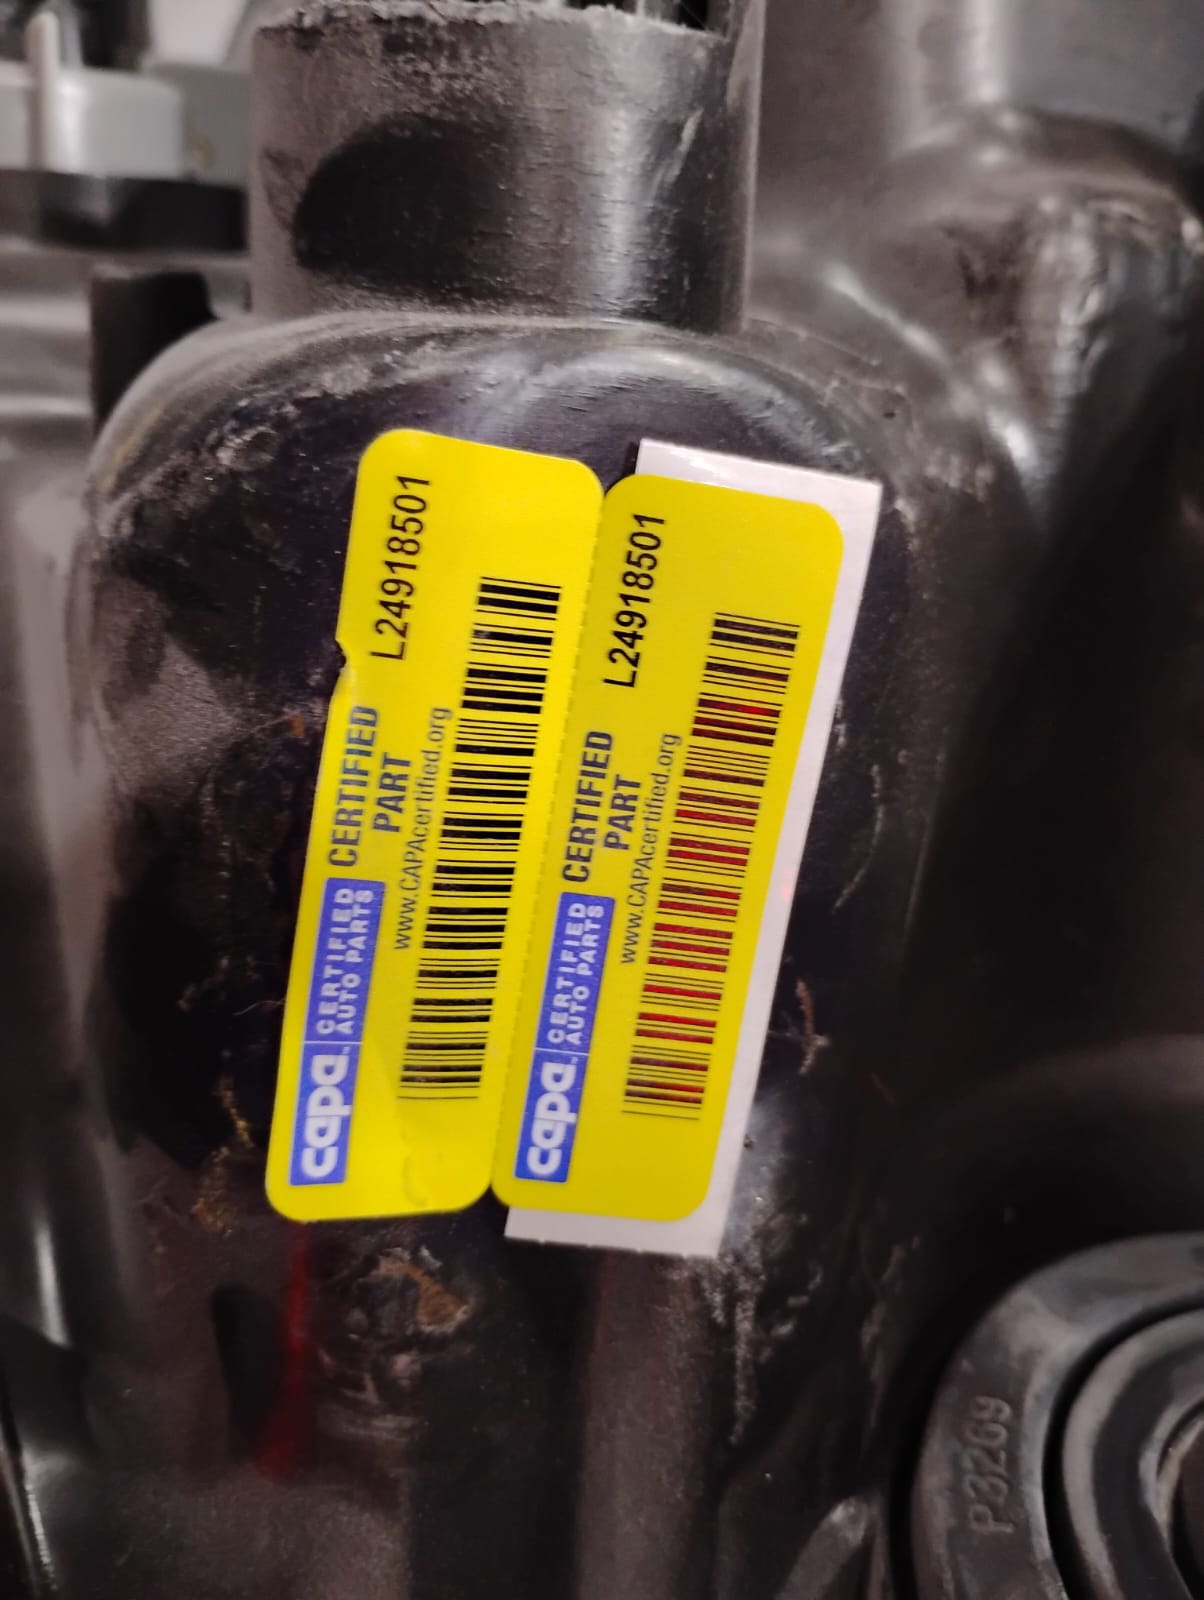 capa CERTIFIED AUTO PARTS
CERTIFIED
PART
L24918501
www.CAPAcertified.org
capa CERTIFIED AUTO PARTS
CERTIFIED
PART
L24918501
www.CAPAcertified.org
P3269